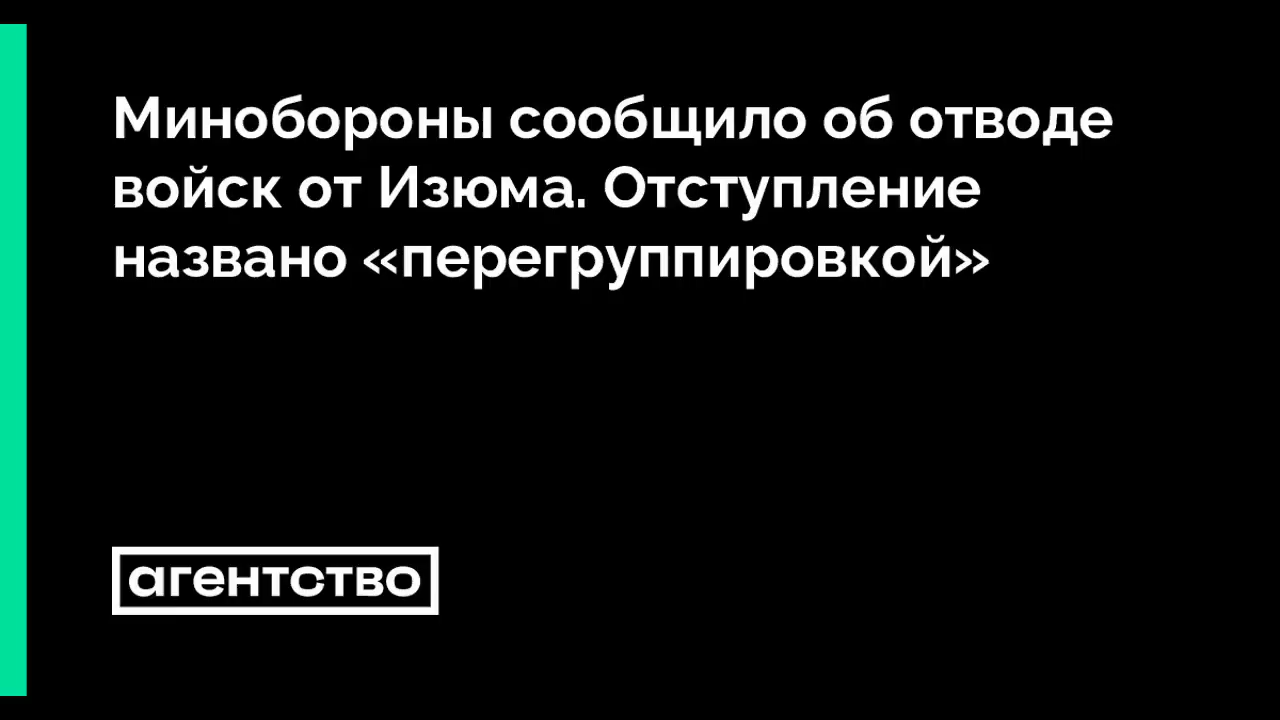 Минобороны сообщило об отводе
войск от Изюма. Отступление
названо «перегруппировкой»
агентство